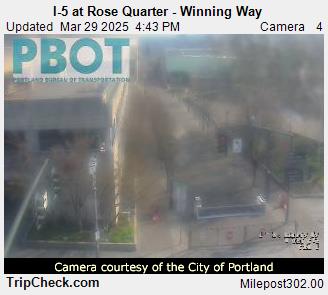 I-5 at Rose Quarter - Winning Way
Updated Mar 29 2025 4:43 PM Camera 4
PBOT
PORTLAND BUREAU OF TRANSPORTATION
Camera courtesy of the City of Portland
TripCheck.com Milepost302.00